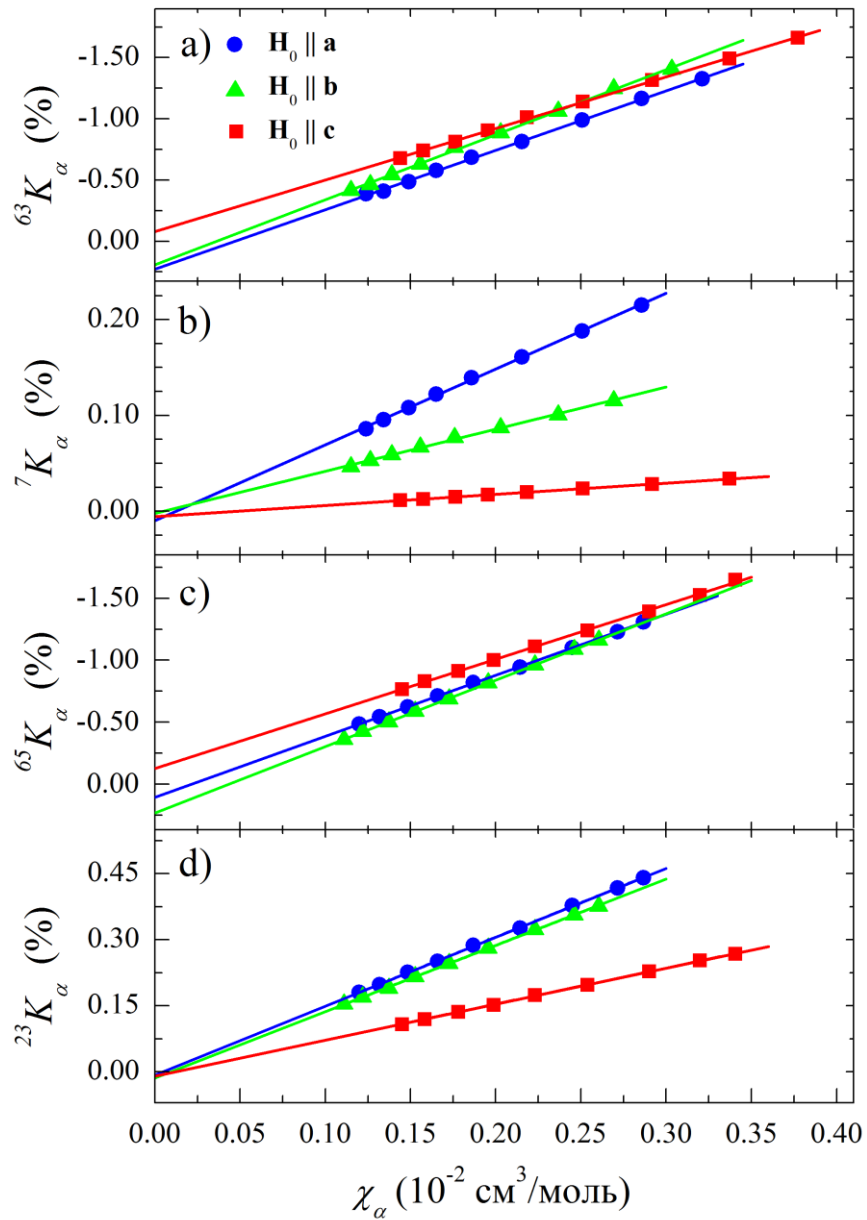 a)
H₀ || a
H₀ || b
H₀ || c
-1.50
-1.00
-0.50
0.00
⁶³Kα (%)
b)
0.20
0.10
0.00
⁷Kα (%)
c)
-1.50
-1.00
-0.50
0.00
⁶⁵Kα (%)
d)
0.45
0.30
0.15
0.00
²³Kα (%)
0.00 0.05 0.10 0.15 0.20 0.25 0.30 0.35 0.40
χα (10⁻² см³/моль)